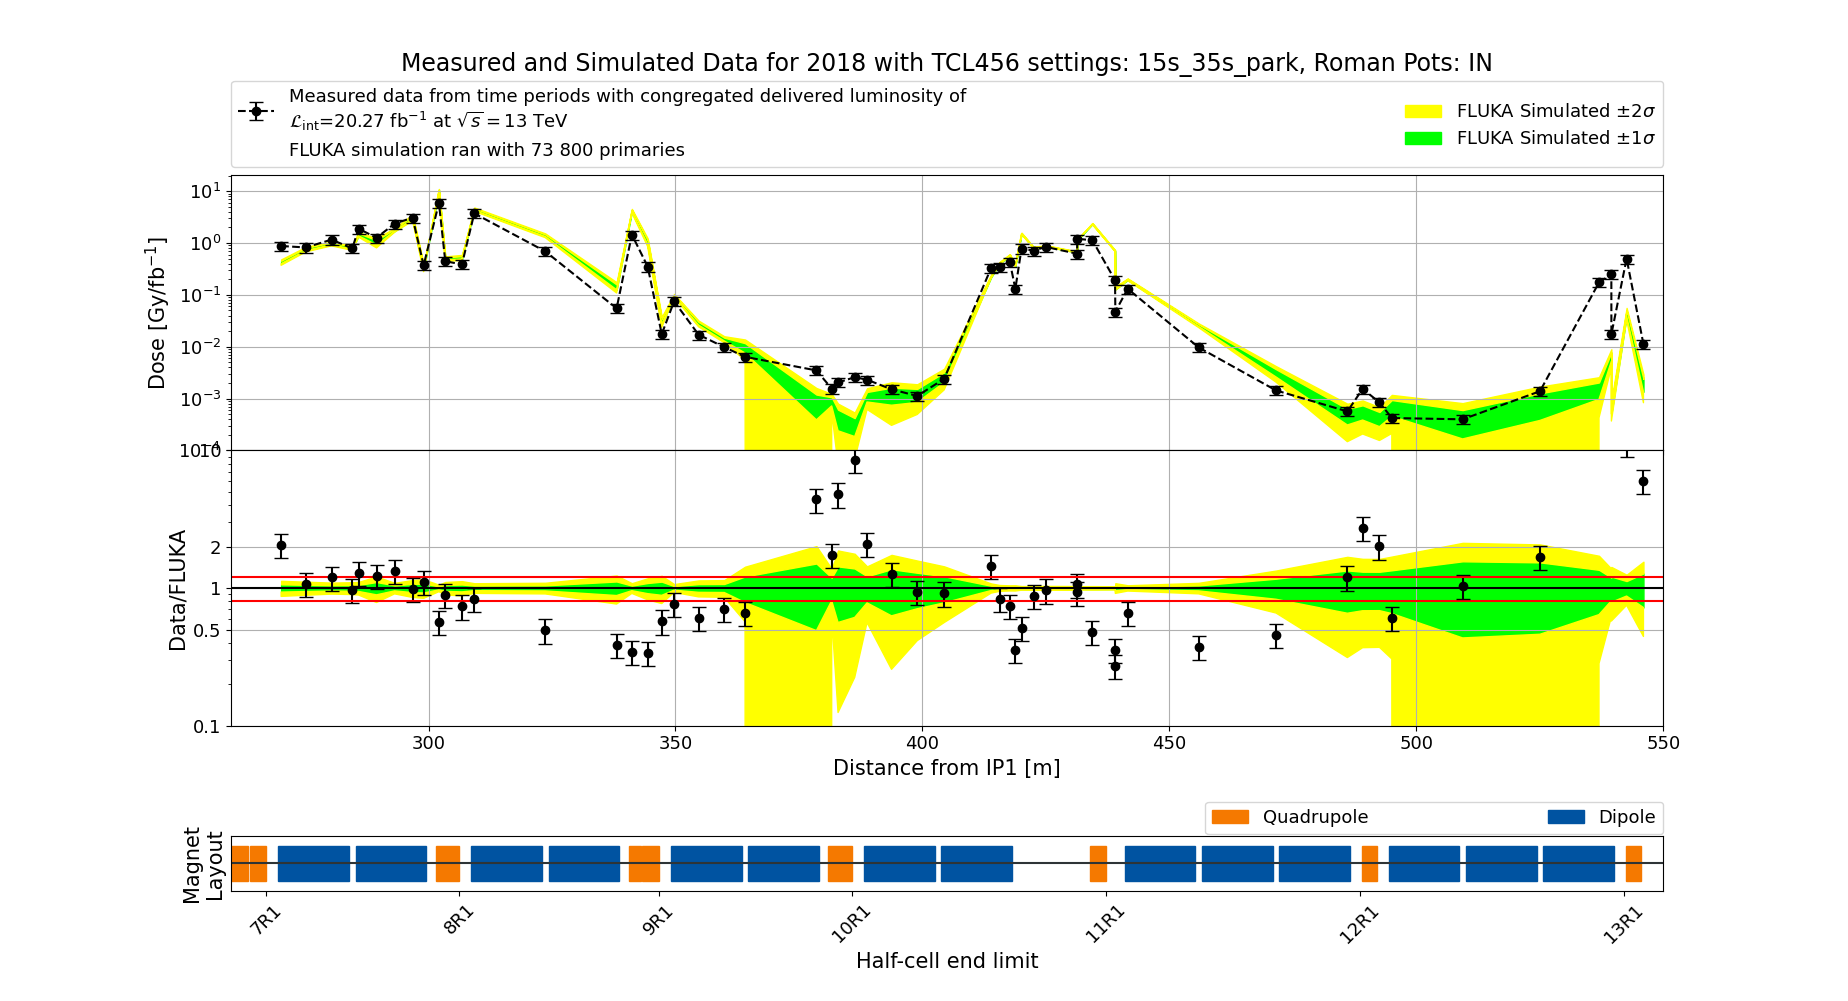 Measured and Simulated Data for 2018 with TCL456 settings: 15s_35s_park, Roman Pots: IN
Measured data from time periods with congregated delivered luminosity of
ℒ_int=20.27 fb⁻¹ at √s = 13 TeV
FLUKA simulation ran with 73 800 primaries
FLUKA Simulated ±2σ
FLUKA Simulated ±1σ
Dose [Gy/fb⁻¹]
10¹
10⁰
10⁻¹
10⁻²
10⁻³
10⁻⁴
Data/FLUKA
10
2
1
0.5
0.1
300 350 400 450 500 550
Distance from IP1 [m]
Quadrupole Dipole
Magnet
Layout
7R1 8R1 9R1 10R1 11R1 12R1 13R1
Half-cell end limit